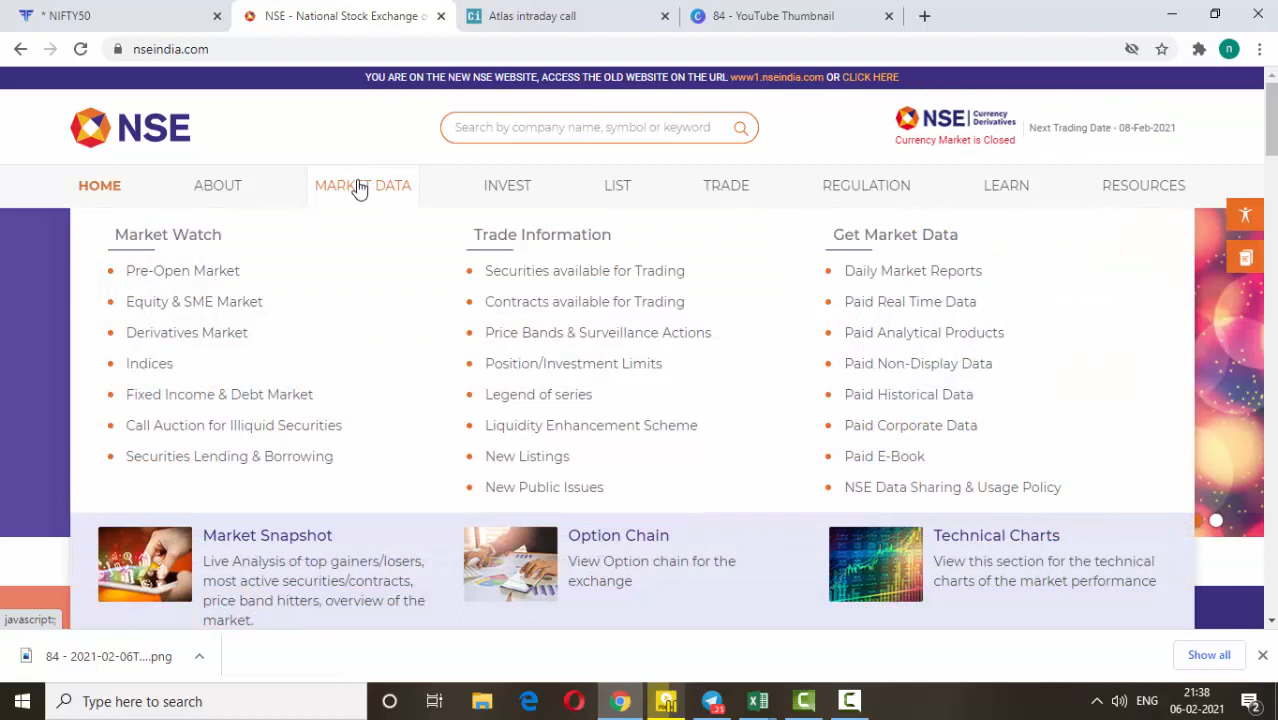 * NIFTY50
NSE - National Stock Exchange o
Atlas intraday call
84 - YouTube Thumbnail
nseindia.com
n
YOU ARE ON THE NEW NSE WEBSITE, ACCESS THE OLD WEBSITE ON THE URL www1.nseindia.com OR CLICK HERE
NSE
Search by company name, symbol or keyword
NSE Currency Derivatives
Currency Market is Closed
Next Trading Date - 08-Feb-2021
HOME ABOUT MARKET DATA INVEST LIST TRADE REGULATION LEARN RESOURCES
Market Watch
Pre-Open Market
Equity & SME Market
Derivatives Market
Indices
Fixed Income & Debt Market
Call Auction for Illiquid Securities
Securities Lending & Borrowing
Trade Information
Securities available for Trading
Contracts available for Trading
Price Bands & Surveillance Actions
Position/Investment Limits
Legend of series
Liquidity Enhancement Scheme
New Listings
New Public Issues
Get Market Data
Daily Market Reports
Paid Real Time Data
Paid Analytical Products
Paid Non-Display Data
Paid Historical Data
Paid Corporate Data
Paid E-Book
NSE Data Sharing & Usage Policy
Market Snapshot
Live Analysis of top gainers/losers,
most active securities/contracts,
price band hitters, overview of the
market.
Option Chain
View Option chain for the
exchange
Technical Charts
View this section for the technical
charts of the market performance
javascript:;
84 - 2021-02-06T....png
Show all
Type here to search
ENG
21:38
06-02-2021
2